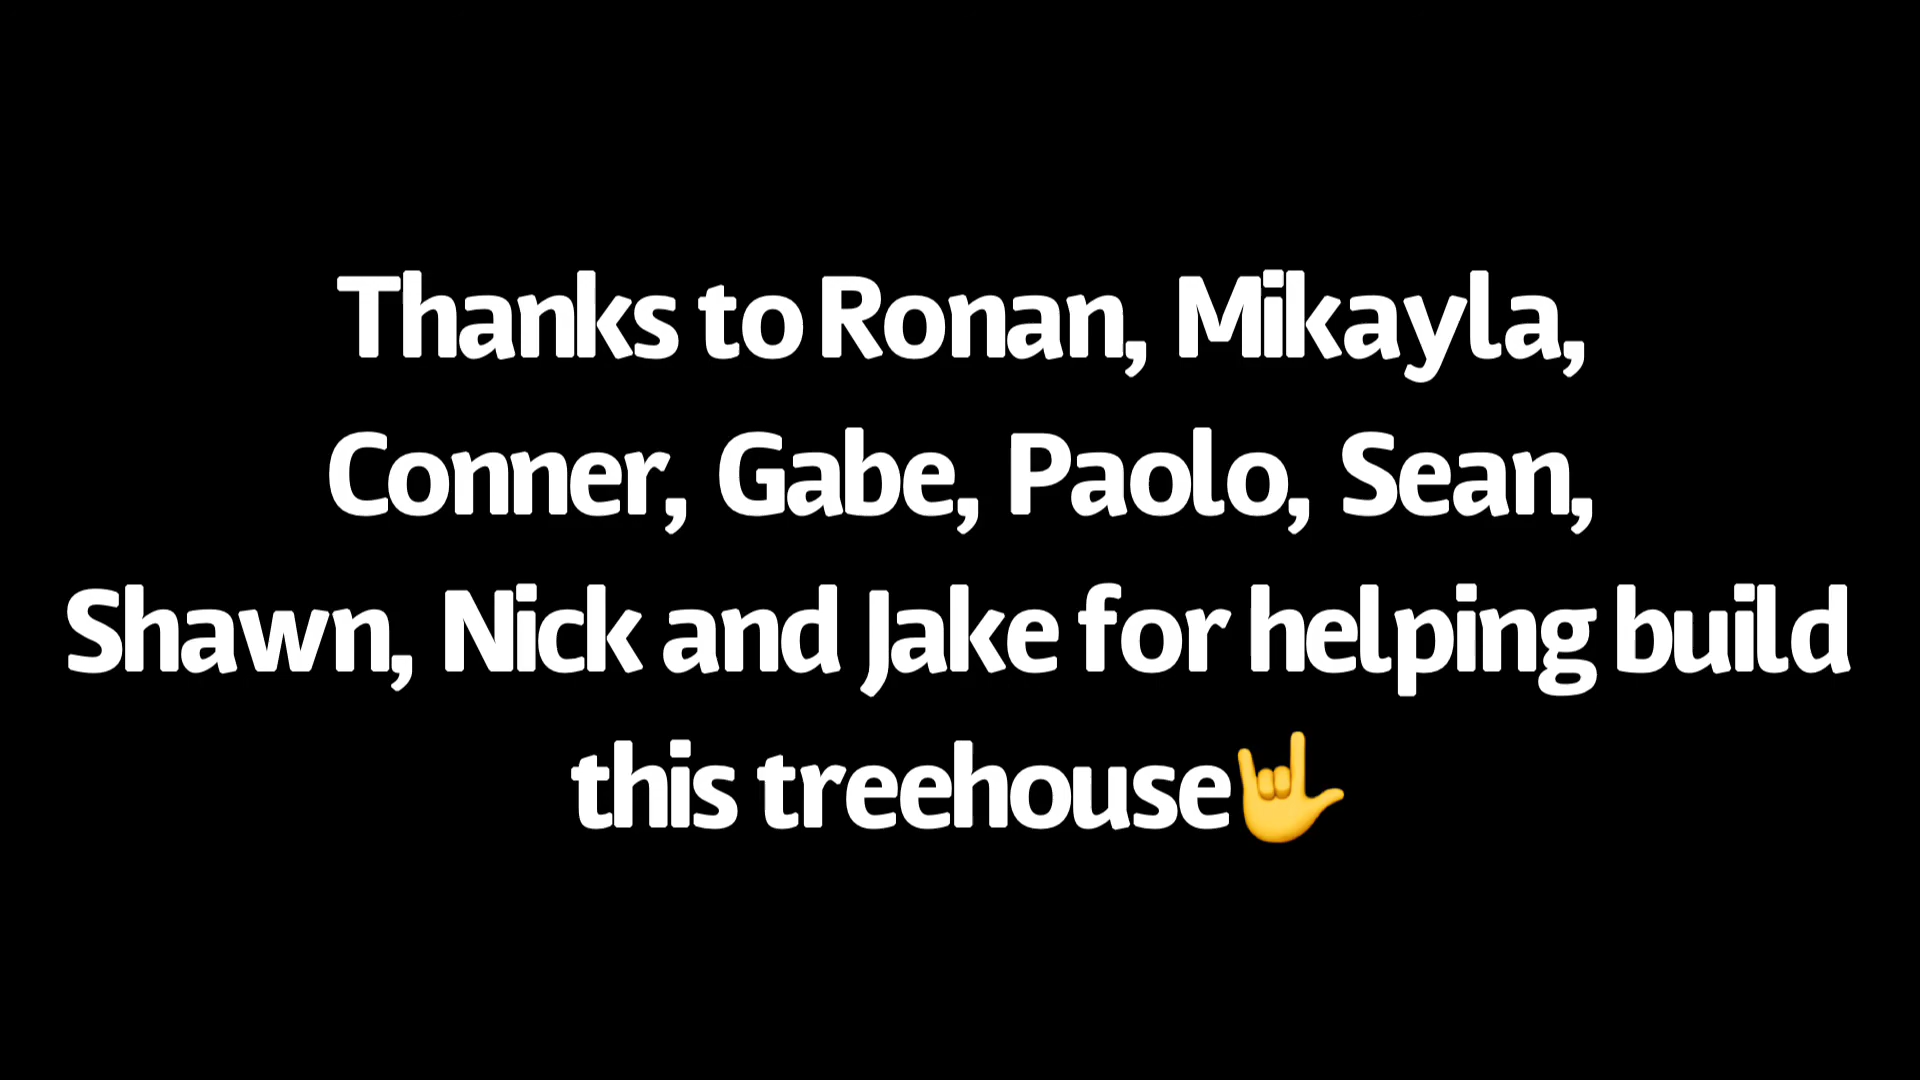 Thanks to Ronan, Mikayla,
Conner, Gabe, Paolo, Sean,
Shawn, Nick and Jake for helping build
this treehouse🤟